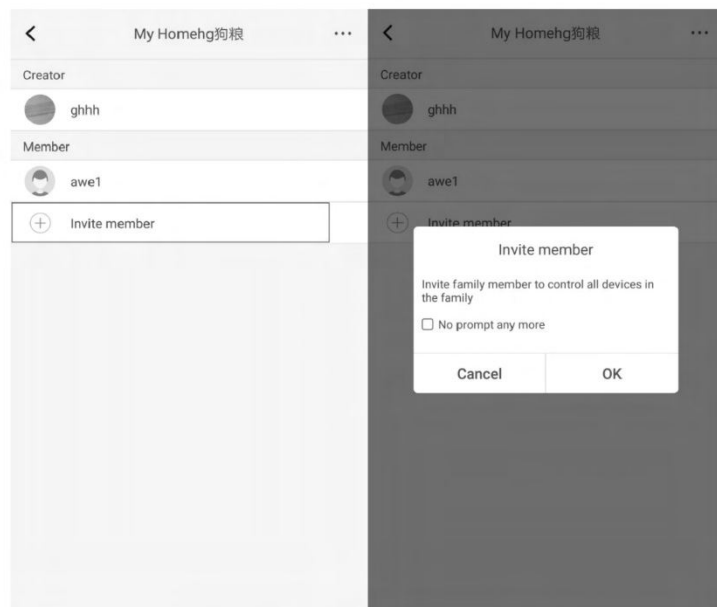 My Homehg狗粮
Creator
ghhh
Member
awe1
Invite member
My Homehg狗粮
Creator
ghhh
Member
awe1
Invite member
Invite member
Invite family member to control all devices in
the family
No prompt any more
Cancel OK